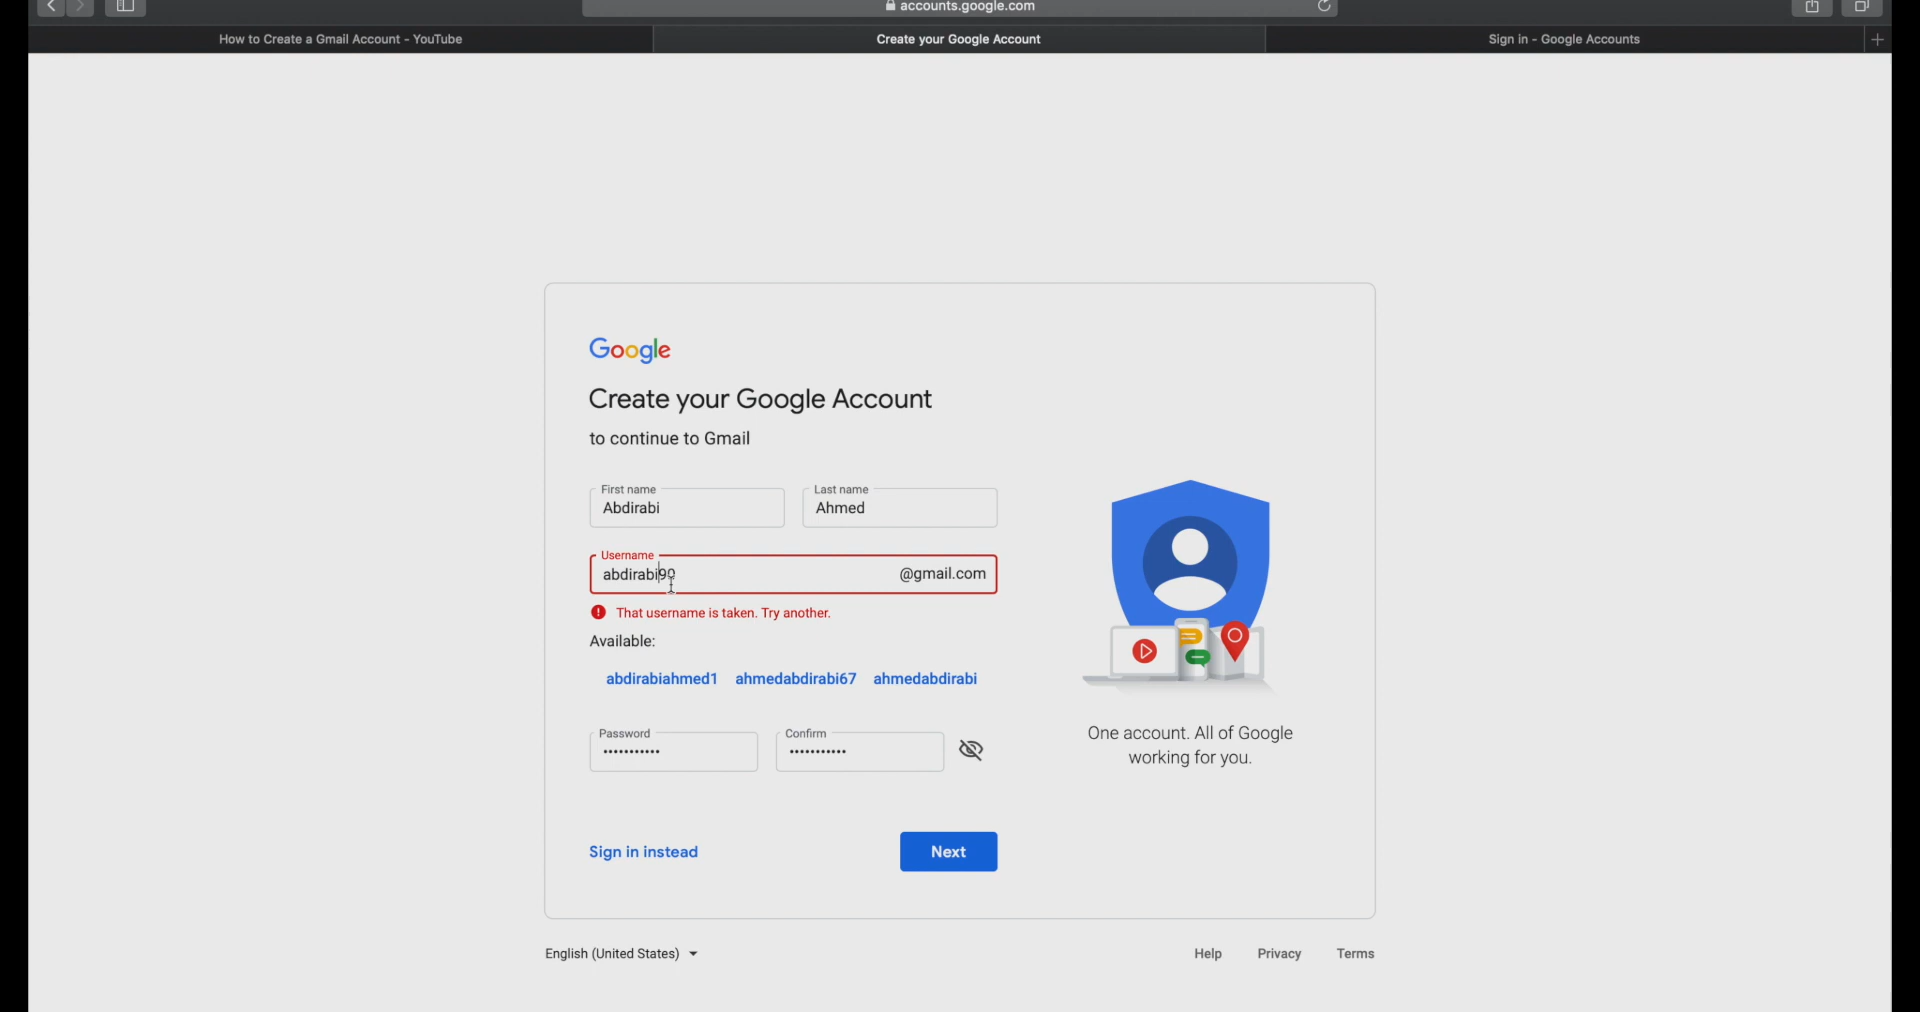 accounts.google.com
How to Create a Gmail Account - YouTube
Create your Google Account
Sign in - Google Accounts
Google
Create your Google Account
to continue to Gmail
First name
Abdirabi
Last name
Ahmed
Username
abdirabi90
@gmail.com
That username is taken. Try another.
Available:
abdirabiahmed1 ahmedabdirabi67 ahmedabdirabi
Password
Confirm
One account. All of Google
working for you.
Sign in instead
Next
English (United States)
Help Privacy Terms